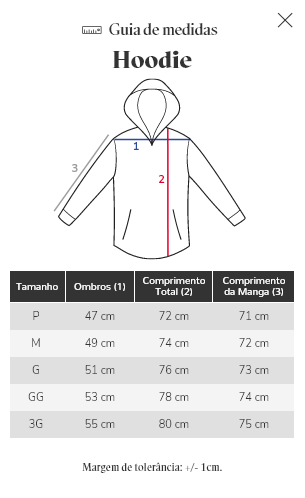 Guia de medidas
Hoodie
3
1
2
Tamanho Ombros (1) Comprimento Total (2) Comprimento da Manga (3)
P 47 cm 72 cm 71 cm
M 49 cm 74 cm 72 cm
G 51 cm 76 cm 73 cm
GG 53 cm 78 cm 74 cm
3G 55 cm 80 cm 75 cm
Margem de tolerância: +/- 1cm.